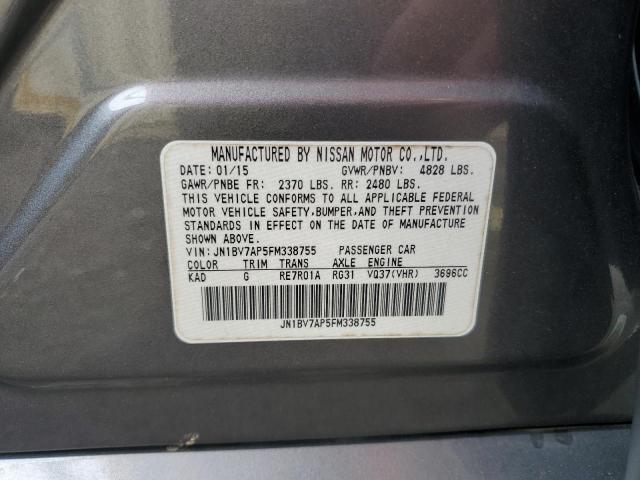 MANUFACTURED BY NISSAN MOTOR CO.,LTD.
DATE: 01/15 GVWR/PNBV: 4828 LBS.
GAWR/PNBE FR: 2370 LBS. RR: 2480 LBS.
THIS VEHICLE CONFORMS TO ALL APPLICABLE FEDERAL
MOTOR VEHICLE SAFETY,BUMPER,AND THEFT PREVENTION
STANDARDS IN EFFECT ON THE DATE OF MANUFACTURE
SHOWN ABOVE.
VIN: JN1BV7AP5FM338755 PASSENGER CAR
COLOR TRIM TRANS AXLE ENGINE
KAD G RE7R01A RG31 VQ37(VHR) 3696CC
JN1BV7AP5FM338755